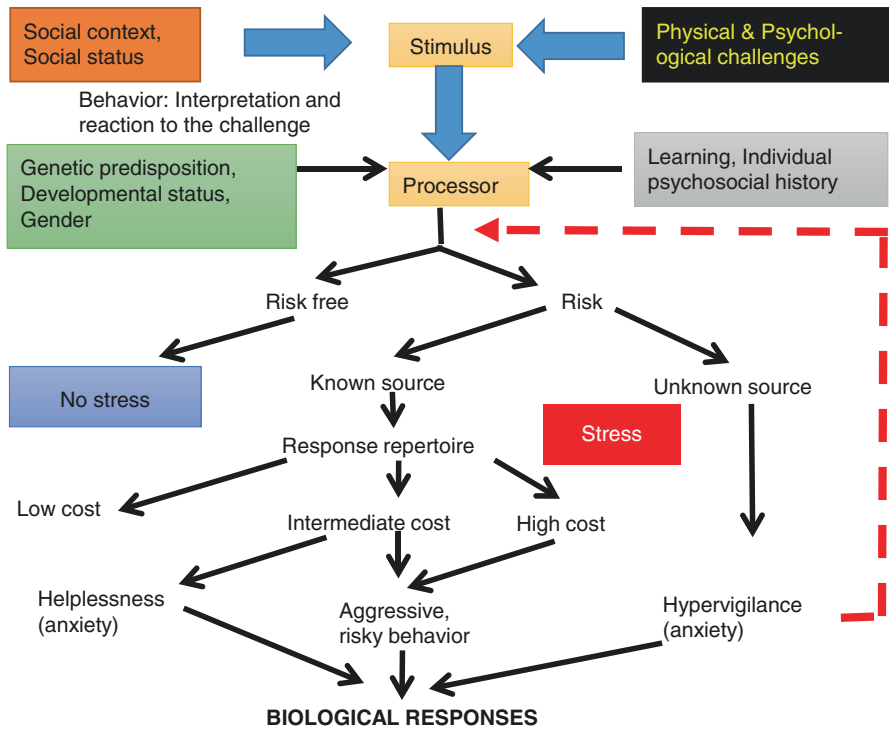 Social context,
Social status
Stimulus
Physical & Psychol-
ogical challenges
Behavior: Interpretation and
reaction to the challenge
Genetic predisposition,
Developmental status,
Gender
Processor
Learning, Individual
psychosocial history
Risk free
Risk
No stress
Known source
Unknown source
Stress
Response repertoire
Low cost
Intermediate cost
High cost
Helplessness
(anxiety)
Aggressive,
risky behavior
Hypervigilance
(anxiety)
BIOLOGICAL RESPONSES